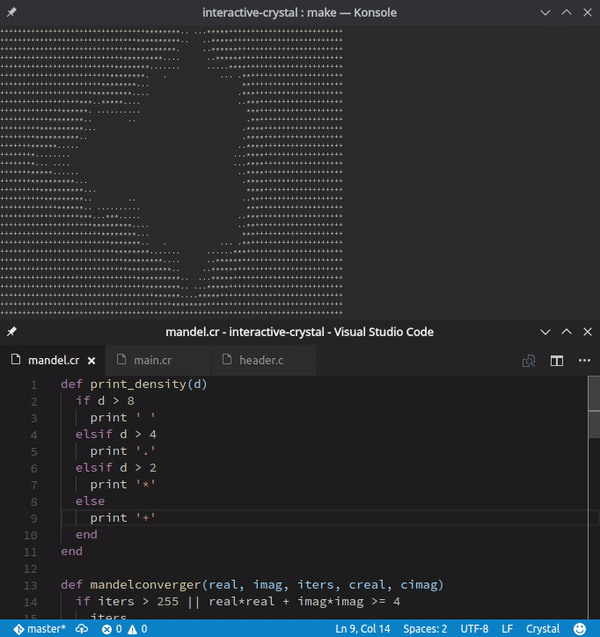 interactive-crystal : make — Konsole
mandel.cr - interactive-crystal - Visual Studio Code
mandel.cr main.cr header.c
1 def print_density(d)
2 if d > 8
3 print ' '
4 elsif d > 4
5 print '.'
6 elsif d > 2
7 print '*'
8 else
9 print '+'
10 end
11 end
12
13 def mandelconverger(real, imag, iters, creal, cimag)
14 if iters > 255 || real*real + imag*imag >= 4
15 iters
master* 0 0 Ln 9, Col 14 Spaces: 2 UTF-8 LF Crystal